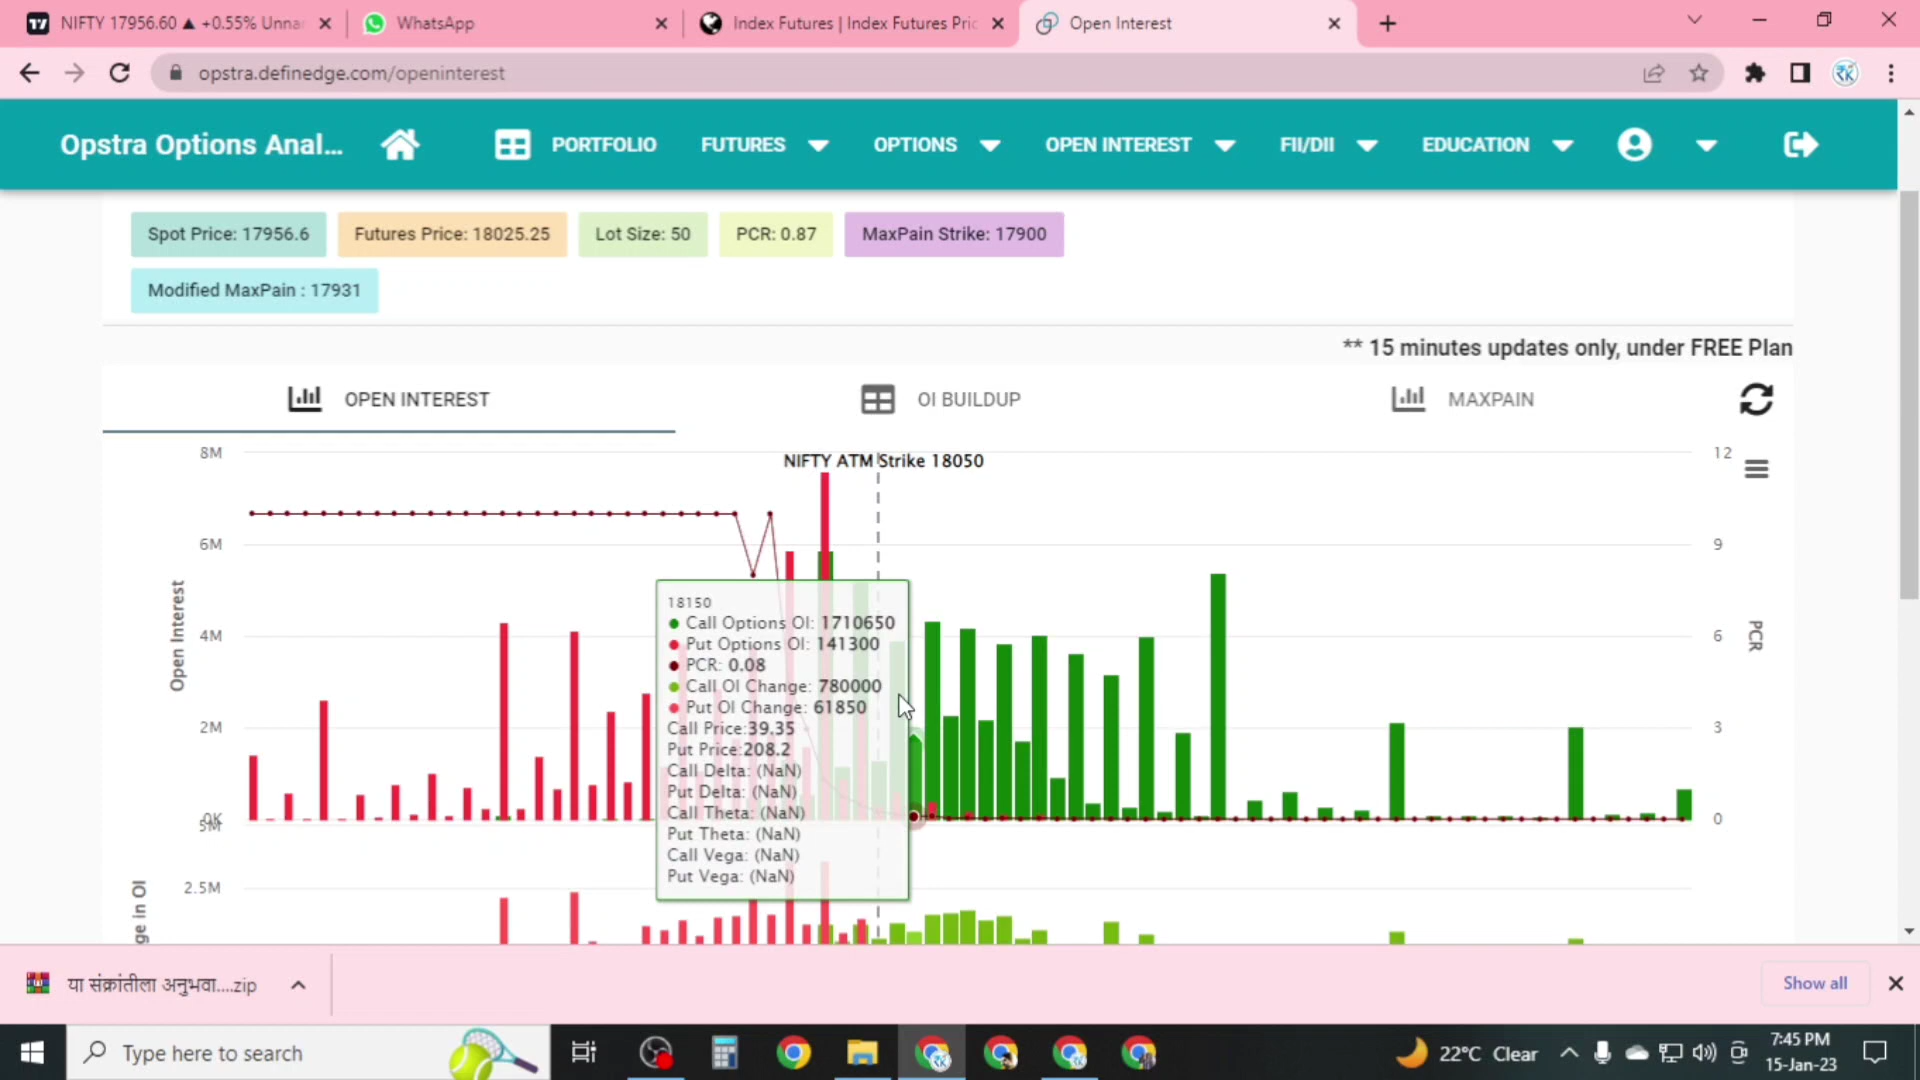 NIFTY 17956.60 ▲ +0.55% Unna
WhatsApp
Index Futures | Index Futures Pric
Open Interest
opstra.definedge.com/openinterest
Opstra Options Anal...
PORTFOLIO
FUTURES
OPTIONS
OPEN INTEREST
FII/DII
EDUCATION
Spot Price: 17956.6
Futures Price: 18025.25
Lot Size: 50
PCR: 0.87
MaxPain Strike: 17900
Modified MaxPain : 17931
** 15 minutes updates only, under FREE Plan
OPEN INTEREST
OI BUILDUP
MAXPAIN
NIFTY ATM Strike 18050
8M
6M
4M
2M
0K
Open Interest
12
9
6
3
0
PCR
18150
Call Options OI: 1710650
Put Options OI: 141300
PCR: 0.08
Call OI Change: 780000
Put OI Change: 61850
Call Price:39.35
Put Price:208.2
Call Delta: (NaN)
Put Delta: (NaN)
Call Theta: (NaN)
Put Theta: (NaN)
Call Vega: (NaN)
Put Vega: (NaN)
5M
2.5M
ge in OI
या संक्रांतीला अनुभवा....zip
Show all
Type here to search
22°C Clear
7:45 PM
15-Jan-23